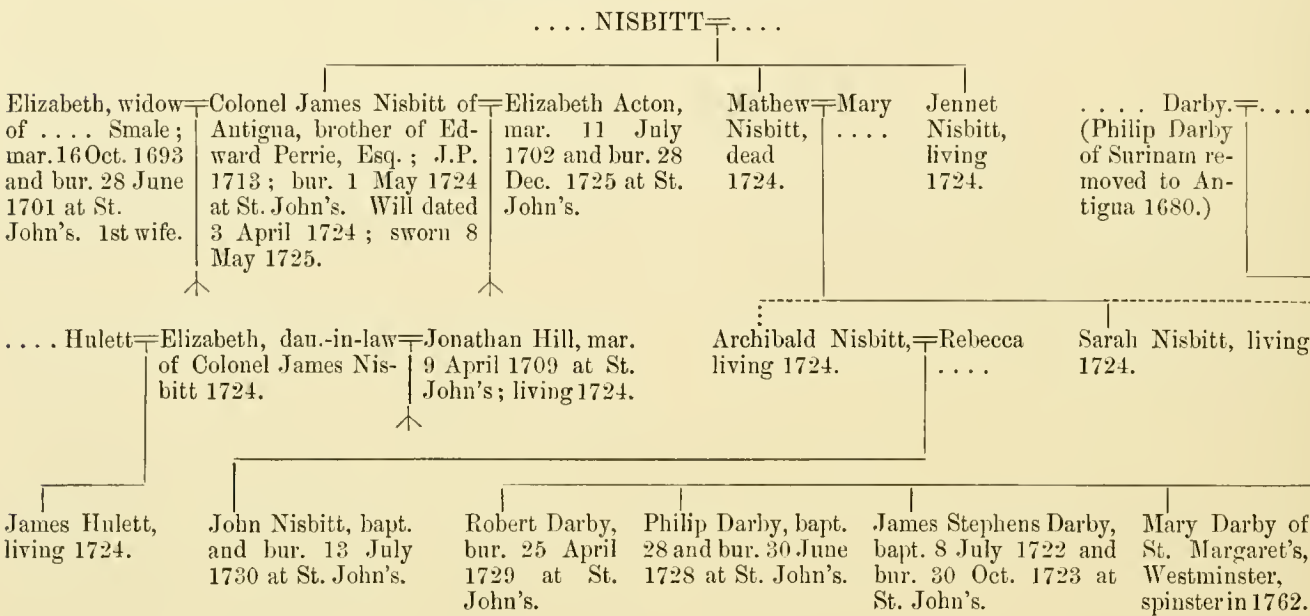 . . . . NISBITT=. . . .
Elizabeth, widow
of . . . . Smale ;
mar. 16 Oct. 1693
and bur. 28 June
1701 at St.
John's. 1st wife.
=Colonel James Nisbitt of
Antigua, brother of Ed-
ward Perrie, Esq. ; J.P.
1713 ; bur. 1 May 1724
at St. John's. Will dated
3 April 1724 ; sworn 8
May 1725.
=Elizabeth Acton,
mar. 11 July
1702 and bur. 28
Dec. 1725 at St.
John's.
Mathew
Nisbitt,
dead
1724.
=Mary
. . . .
Jennet
Nisbitt,
living
1724.
. . . . Darby.=. . . .
(Philip Darby
of Surinam re-
moved to An-
tigua 1680.)
. . . . Hulett
=Elizabeth, dau.-in-law
of Colonel James Nis-
bitt 1724.
=Jonathan Hill, mar.
9 April 1709 at St.
John's ; living 1724.
Archibald Nisbitt,
living 1724.
=Rebecca
. . . .
Sarah Nisbitt, living
1724.
James Hulett,
living 1724.
John Nisbitt, bapt.
and bur. 13 July
1730 at St. John's.
Robert Darby,
bur. 25 April
1729 at St.
John's.
Philip Darby, bapt.
28 and bur. 30 June
1728 at St. John's.
James Stephens Darby,
bapt. 8 July 1722 and
bur. 30 Oct. 1723 at
St. John's.
Mary Darby of
St. Margaret's,
Westminster,
spinster in 1762.